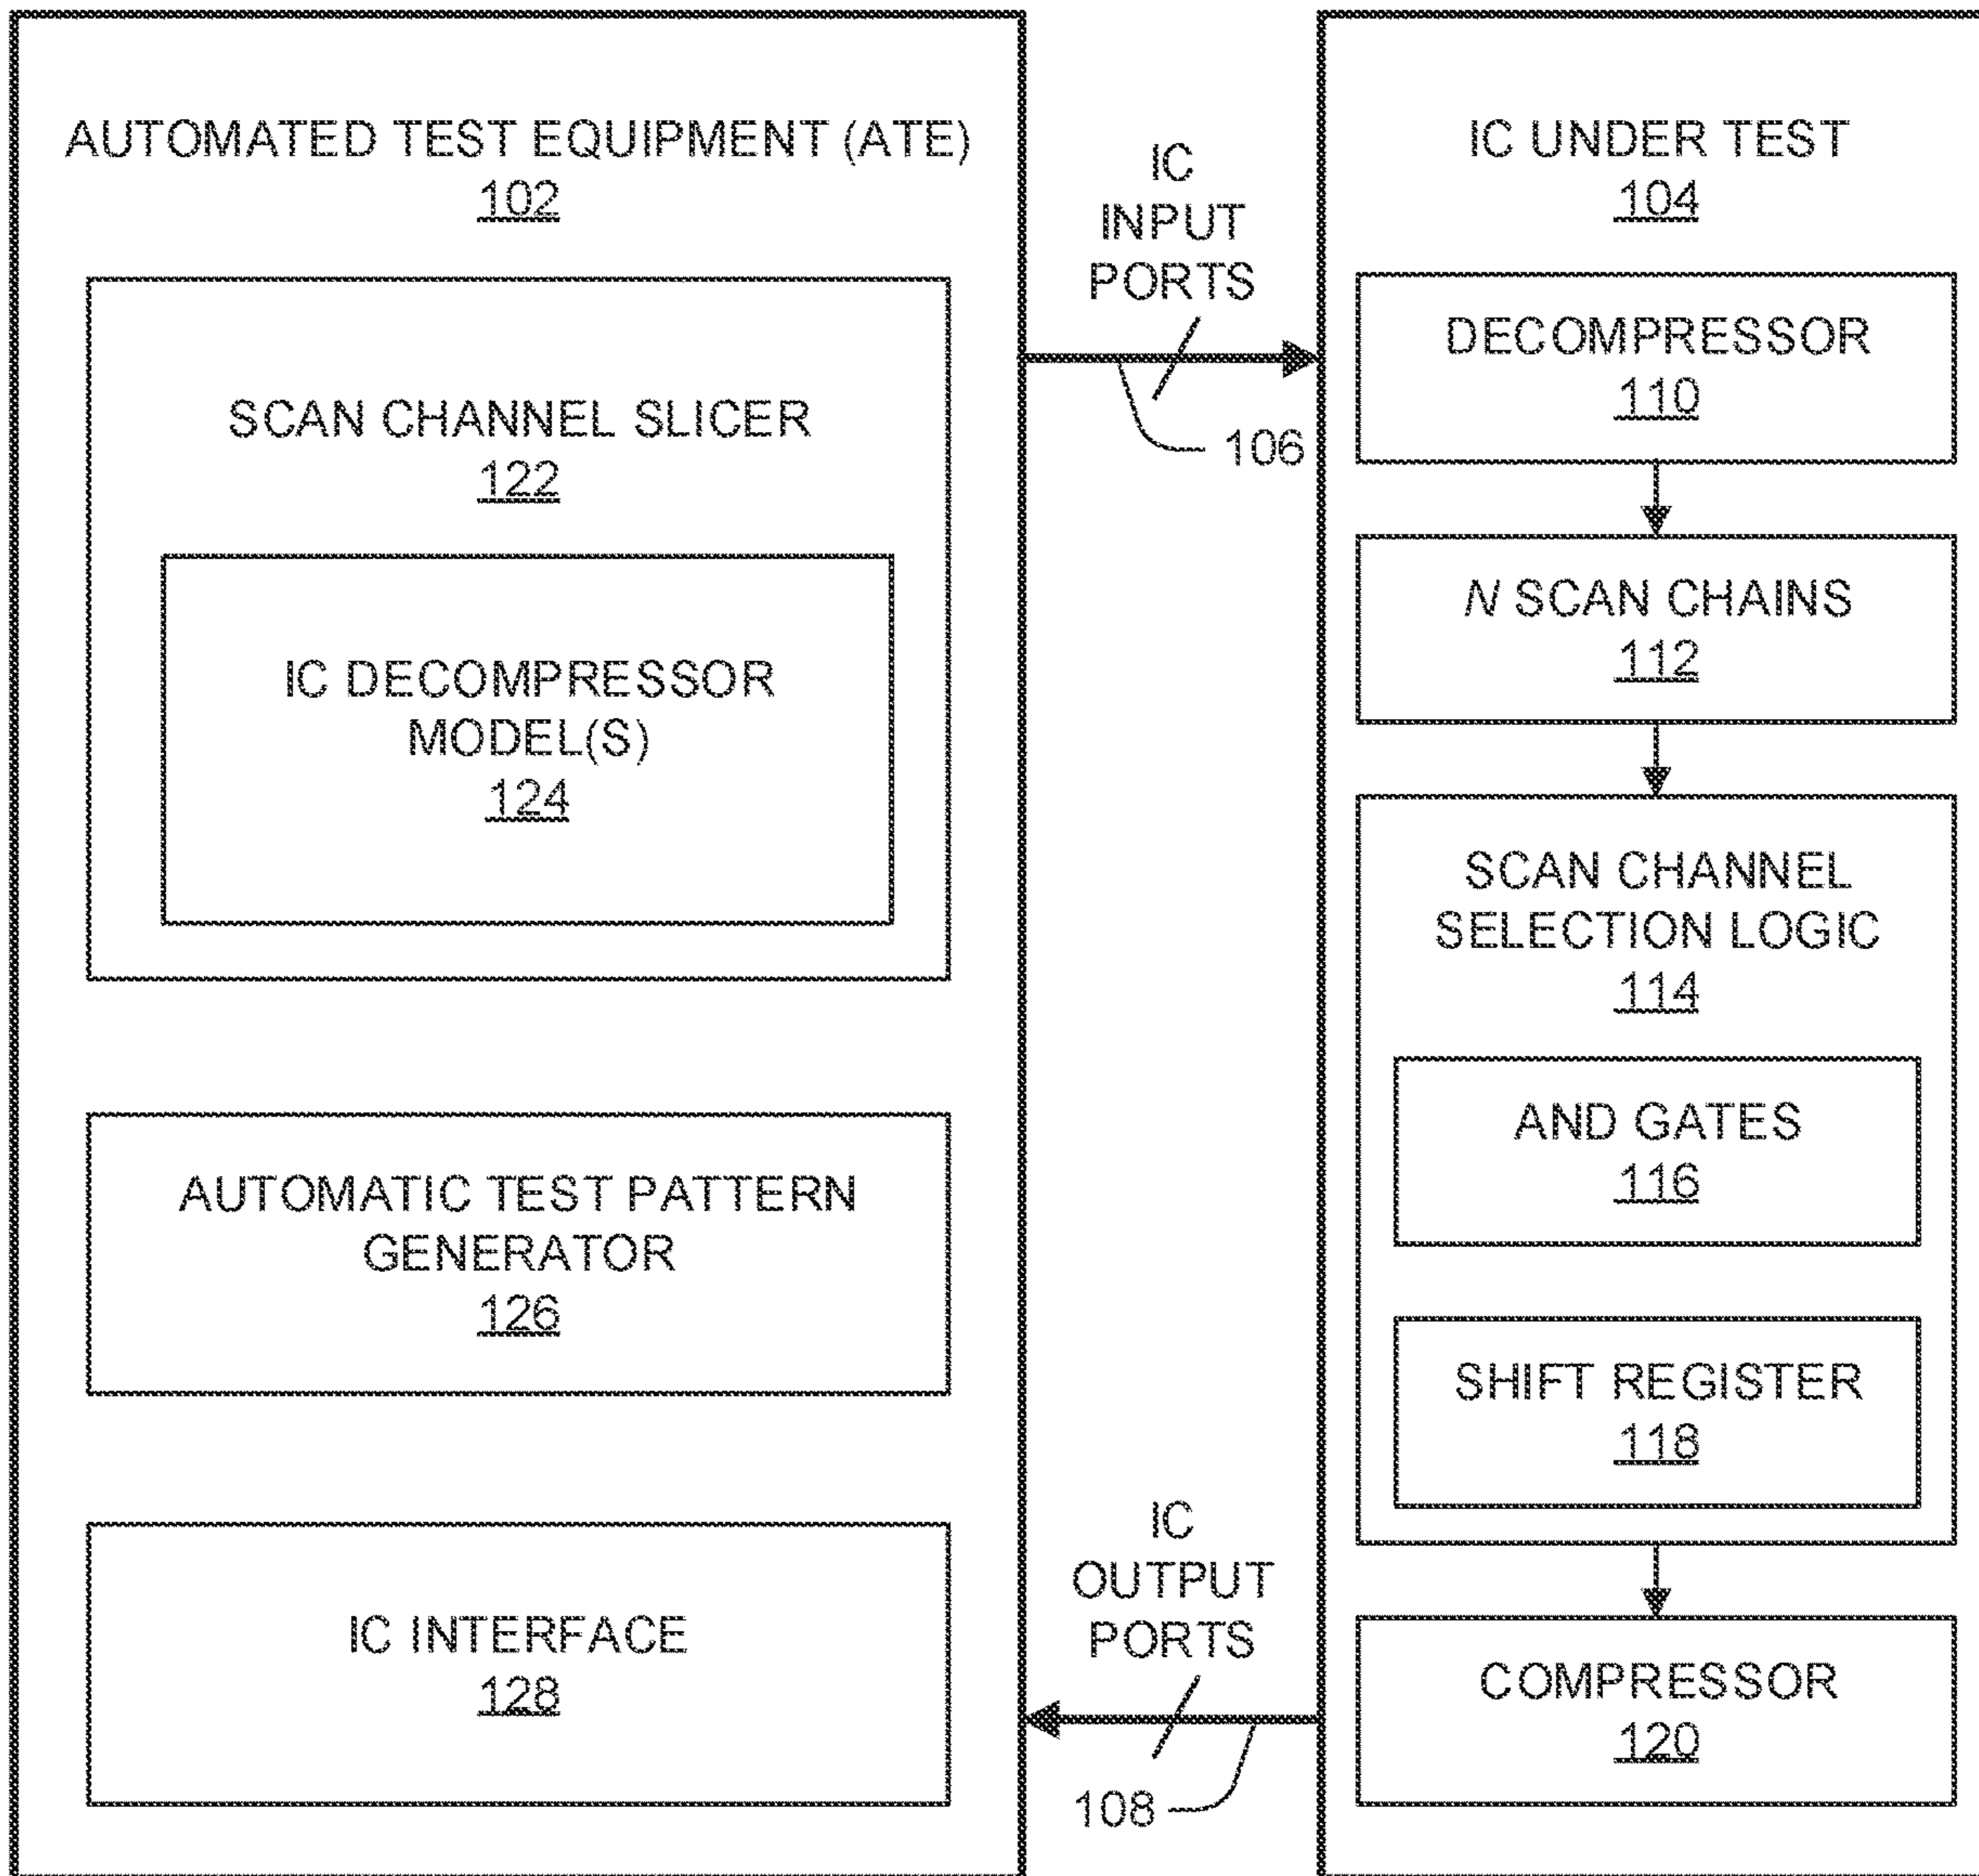 AUTOMATED TEST EQUIPMENT (ATE)
102
SCAN CHANNEL SLICER
122
IC DECOMPRESSOR
MODEL(S)
124
AUTOMATIC TEST PATTERN
GENERATOR
126
IC INTERFACE
128
IC
INPUT
PORTS
106
IC
OUTPUT
PORTS
108
IC UNDER TEST
104
DECOMPRESSOR
110
N SCAN CHAINS
112
SCAN CHANNEL
SELECTION LOGIC
114
AND GATES
116
SHIFT REGISTER
118
COMPRESSOR
120